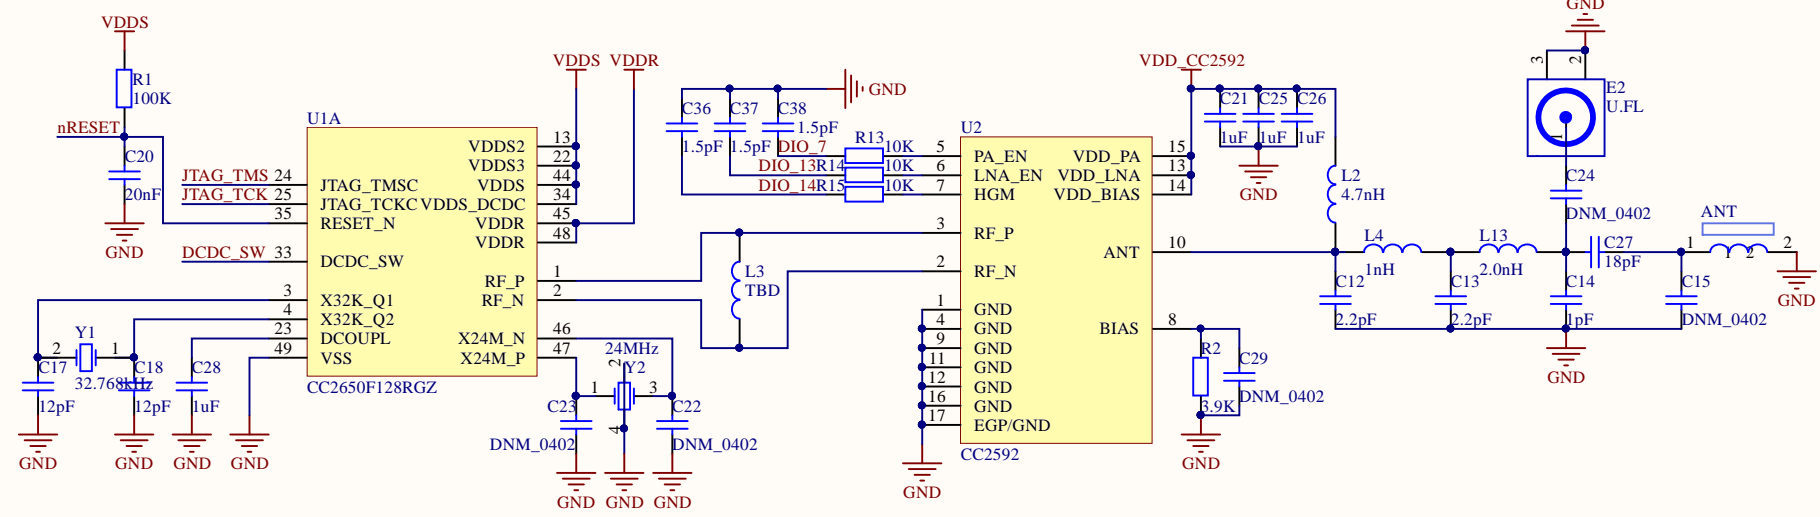 VDDS
R1
100K
nRESET
C20
20nF
GND
JTAG_TMS 24
JTAG_TCK 25
35
DCDC_SW 33
3
4
23
49
U1A
JTAG_TMSC
JTAG_TCKC
RESET_N
DCDC_SW
X32K_Q1
X32K_Q2
DCOUPL
VSS
VDDS2
VDDS3
VDDS
VDDS_DCDC
VDDR
VDDR
RF_P
RF_N
X24M_N
X24M_P
CC2650F128RGZ
13
22
44
34
45
48
1
2
46
47
VDDS VDDR
2 Y1 1
32.768kHz
C17
12pF
GND
C18
12pF
GND
C28
1uF
GND
GND
24MHz
Y2
1 2 3 4
C23
DNM_0402
GND
GND
C22
DNM_0402
GND
C36 C37 C38
1.5pF 1.5pF 1.5pF
GND
DIO_7 R13 10K 5
DIO_13 R14 10K 6
DIO_14 R15 10K 7
L3
TBD
3
2
1
4
9
11
12
16
17
GND
U2
PA_EN
LNA_EN
HGM
RF_P
RF_N
GND
GND
GND
GND
GND
GND
EGP/GND
VDD_PA
VDD_LNA
VDD_BIAS
ANT
BIAS
CC2592
15
13
14
10
8
VDD_CC2592
C21 C25 C26
1uF 1uF 1uF
GND
L2
4.7nH
R2
3.9K
C29
DNM_0402
GND
L4
1nH
L13
2.0nH
C12
2.2pF
C13
2.2pF
C14
1pF
C15
DNM_0402
GND
GND
3 2
E2
U.FL
1
C24
DNM_0402
C27
18pF
ANT
1 1 2 2
GND